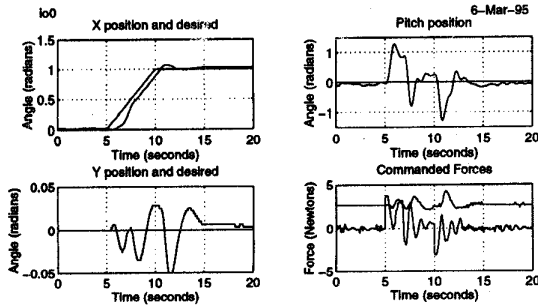 io0
6-Mar-95
X position and desired
Angle (radians)
1.5
1
0.5
0
0 5 10 15 20
Time (seconds)
Pitch position
Angle (radians)
1
0
-1
0 5 10 15 20
Time (seconds)
Y position and desired
Angle (radians)
0.05
0
-0.05
0 5 10 15 20
Time (seconds)
Commanded Forces
Force (Newtons)
5
0
-5
0 5 10 15 20
Time (seconds)